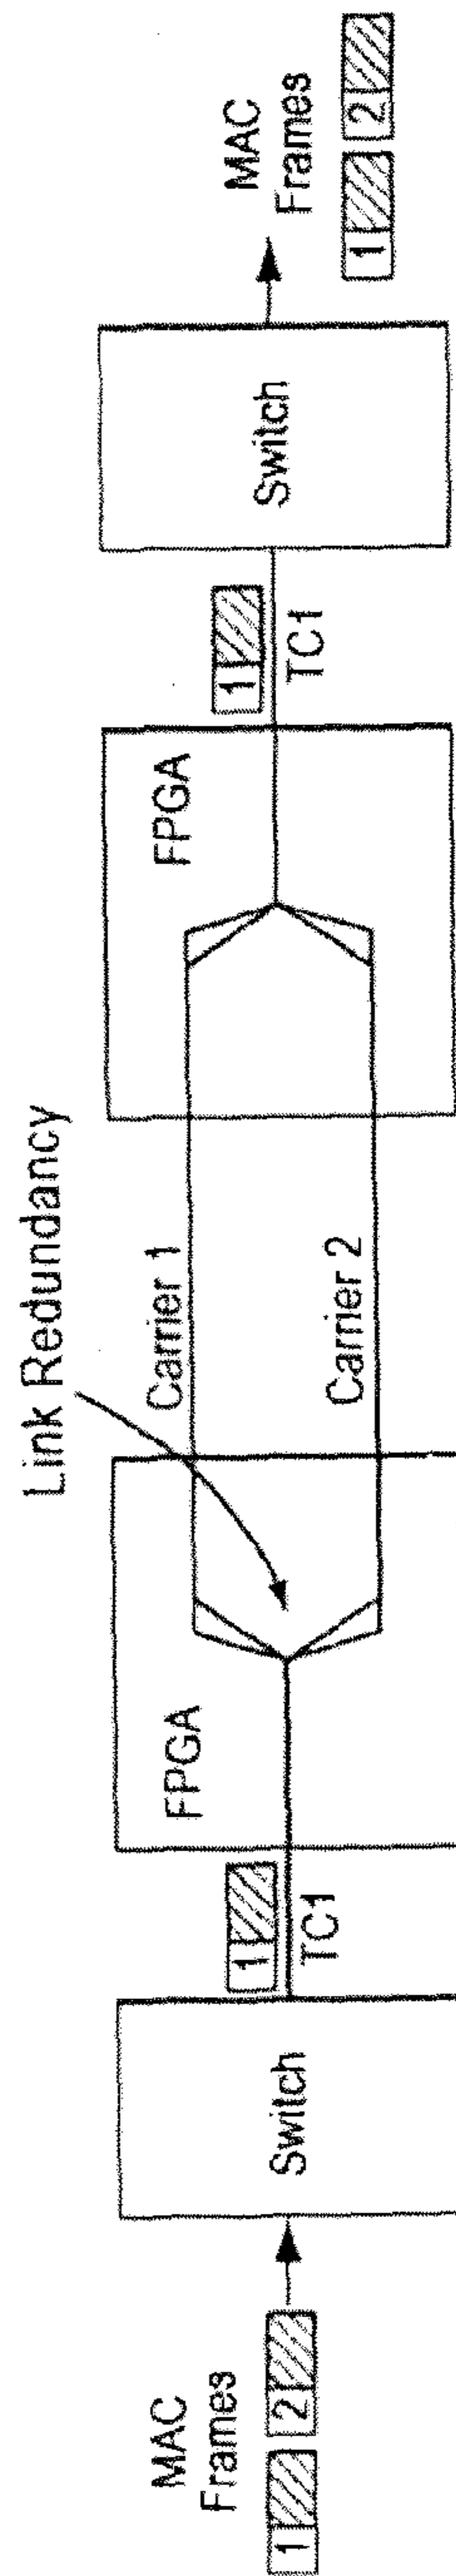 Link Redundancy
MAC
Frames
1 2
Switch
1
TC1
FPGA
Carrier 1
Carrier 2
FPGA
1
TC1
Switch
MAC
Frames
1 2